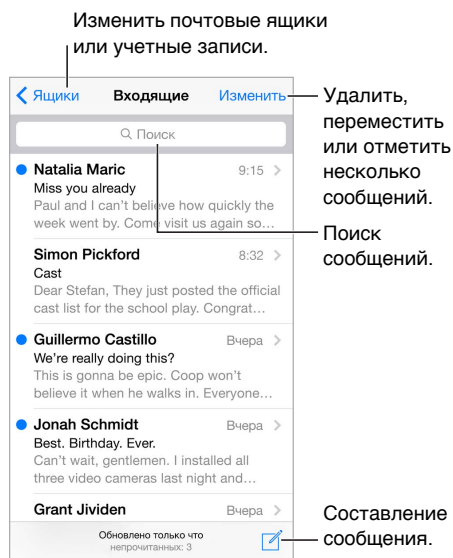 Изменить почтовые ящики
или учетные записи.
Ящики Входящие Изменить
Удалить,
переместить
или отметить
несколько
сообщений.
Поиск
Natalia Maric 9:15
Miss you already
Paul and I can't believe how quickly the
week went by. Come visit us again so…
Поиск
сообщений.
Simon Pickford 8:32
Cast
Dear Stefan, They just posted the official
cast list for the school play. Congrat…
Guillermo Castillo Вчера
We're really doing this?
This is gonna be epic. Coop won't
believe it when he walks in. Everyone…
Jonah Schmidt Вчера
Best. Birthday. Ever.
Can't wait, gentlemen. I installed all
three video cameras last night and…
Grant Jividen Вчера
Обновлено только что
непрочитанных: 3
Составление
сообщения.